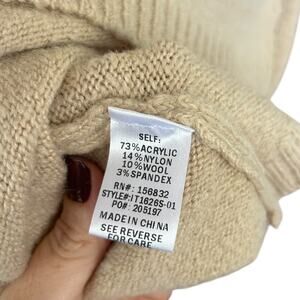 SELF:
73%ACRYLIC
14%NYLON
10%WOOL
3%SPANDEX
RN#: 156832
STYLE#:IT1626S-01
PO#: 205197
MADE IN CHINA
SEE REVERSE
FOR CARE